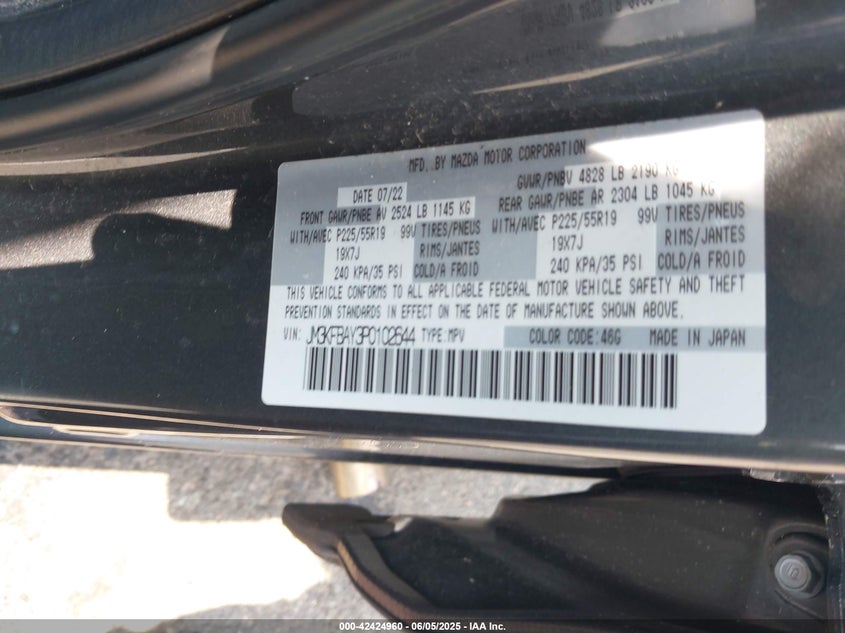 MFD. BY MAZDA MOTOR CORPORATION
DATE 07/22 GVWR/PNBV 4828 LB 2190 KG
FRONT GAWR/PNBE AV 2524 LB 1145 KG REAR GAWR/PNBE AR 2304 LB 1045 KG
WITH/AVEC P225/55R19 99V TIRES/PNEUS WITH/AVEC P225/55R19 99V TIRES/PNEUS
19X7J RIMS/JANTES 19X7J RIMS/JANTES
240 KPA/35 PSI COLD/A FROID 240 KPA/35 PSI COLD/A FROID
THIS VEHICLE CONFORMS TO ALL APPLICABLE FEDERAL MOTOR VEHICLE SAFETY AND THEFT
PREVENTION STANDARDS IN EFFECT ON THE DATE OF MANUFACTURE SHOWN ABOVE.
VIN: JM3KFBAY3P0102644 TYPE:MPV COLOR CODE:46G MADE IN JAPAN
000-42424960 - 06/05/2025 - IAA Inc.